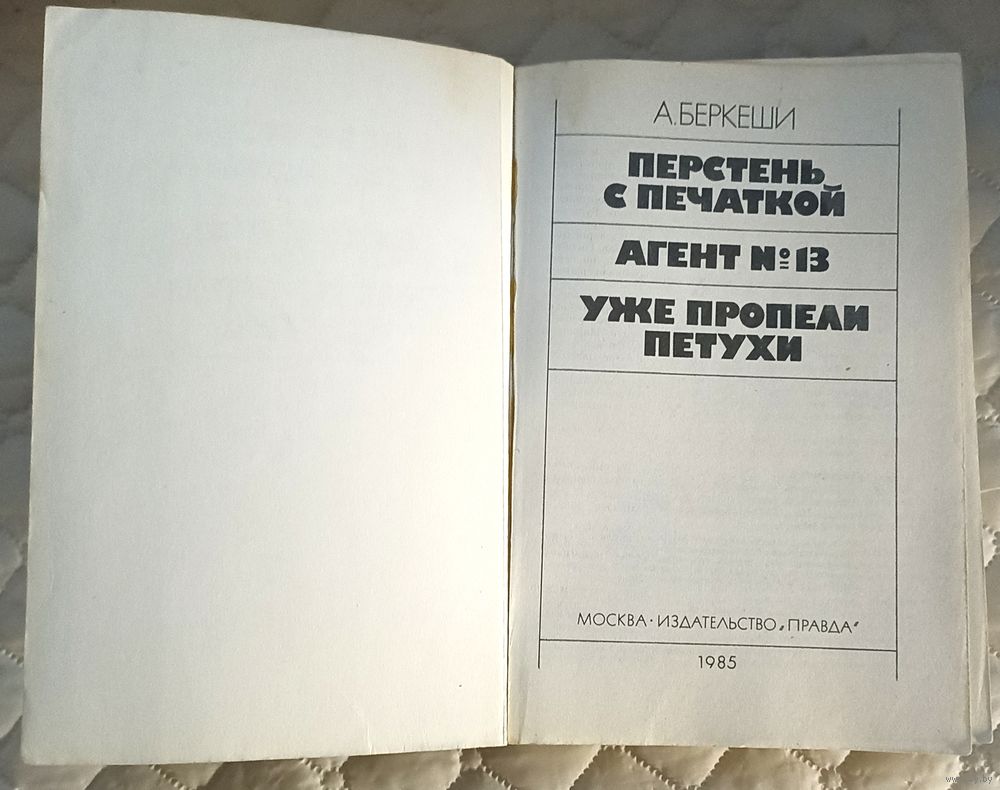 А.БЕРКЕШИ
ПЕРСТЕНЬ
С ПЕЧАТКОЙ
АГЕНТ №13
УЖЕ ПРОПЕЛИ
ПЕТУХИ
МОСКВА · ИЗДАТЕЛЬСТВО „ПРАВДА“
1985